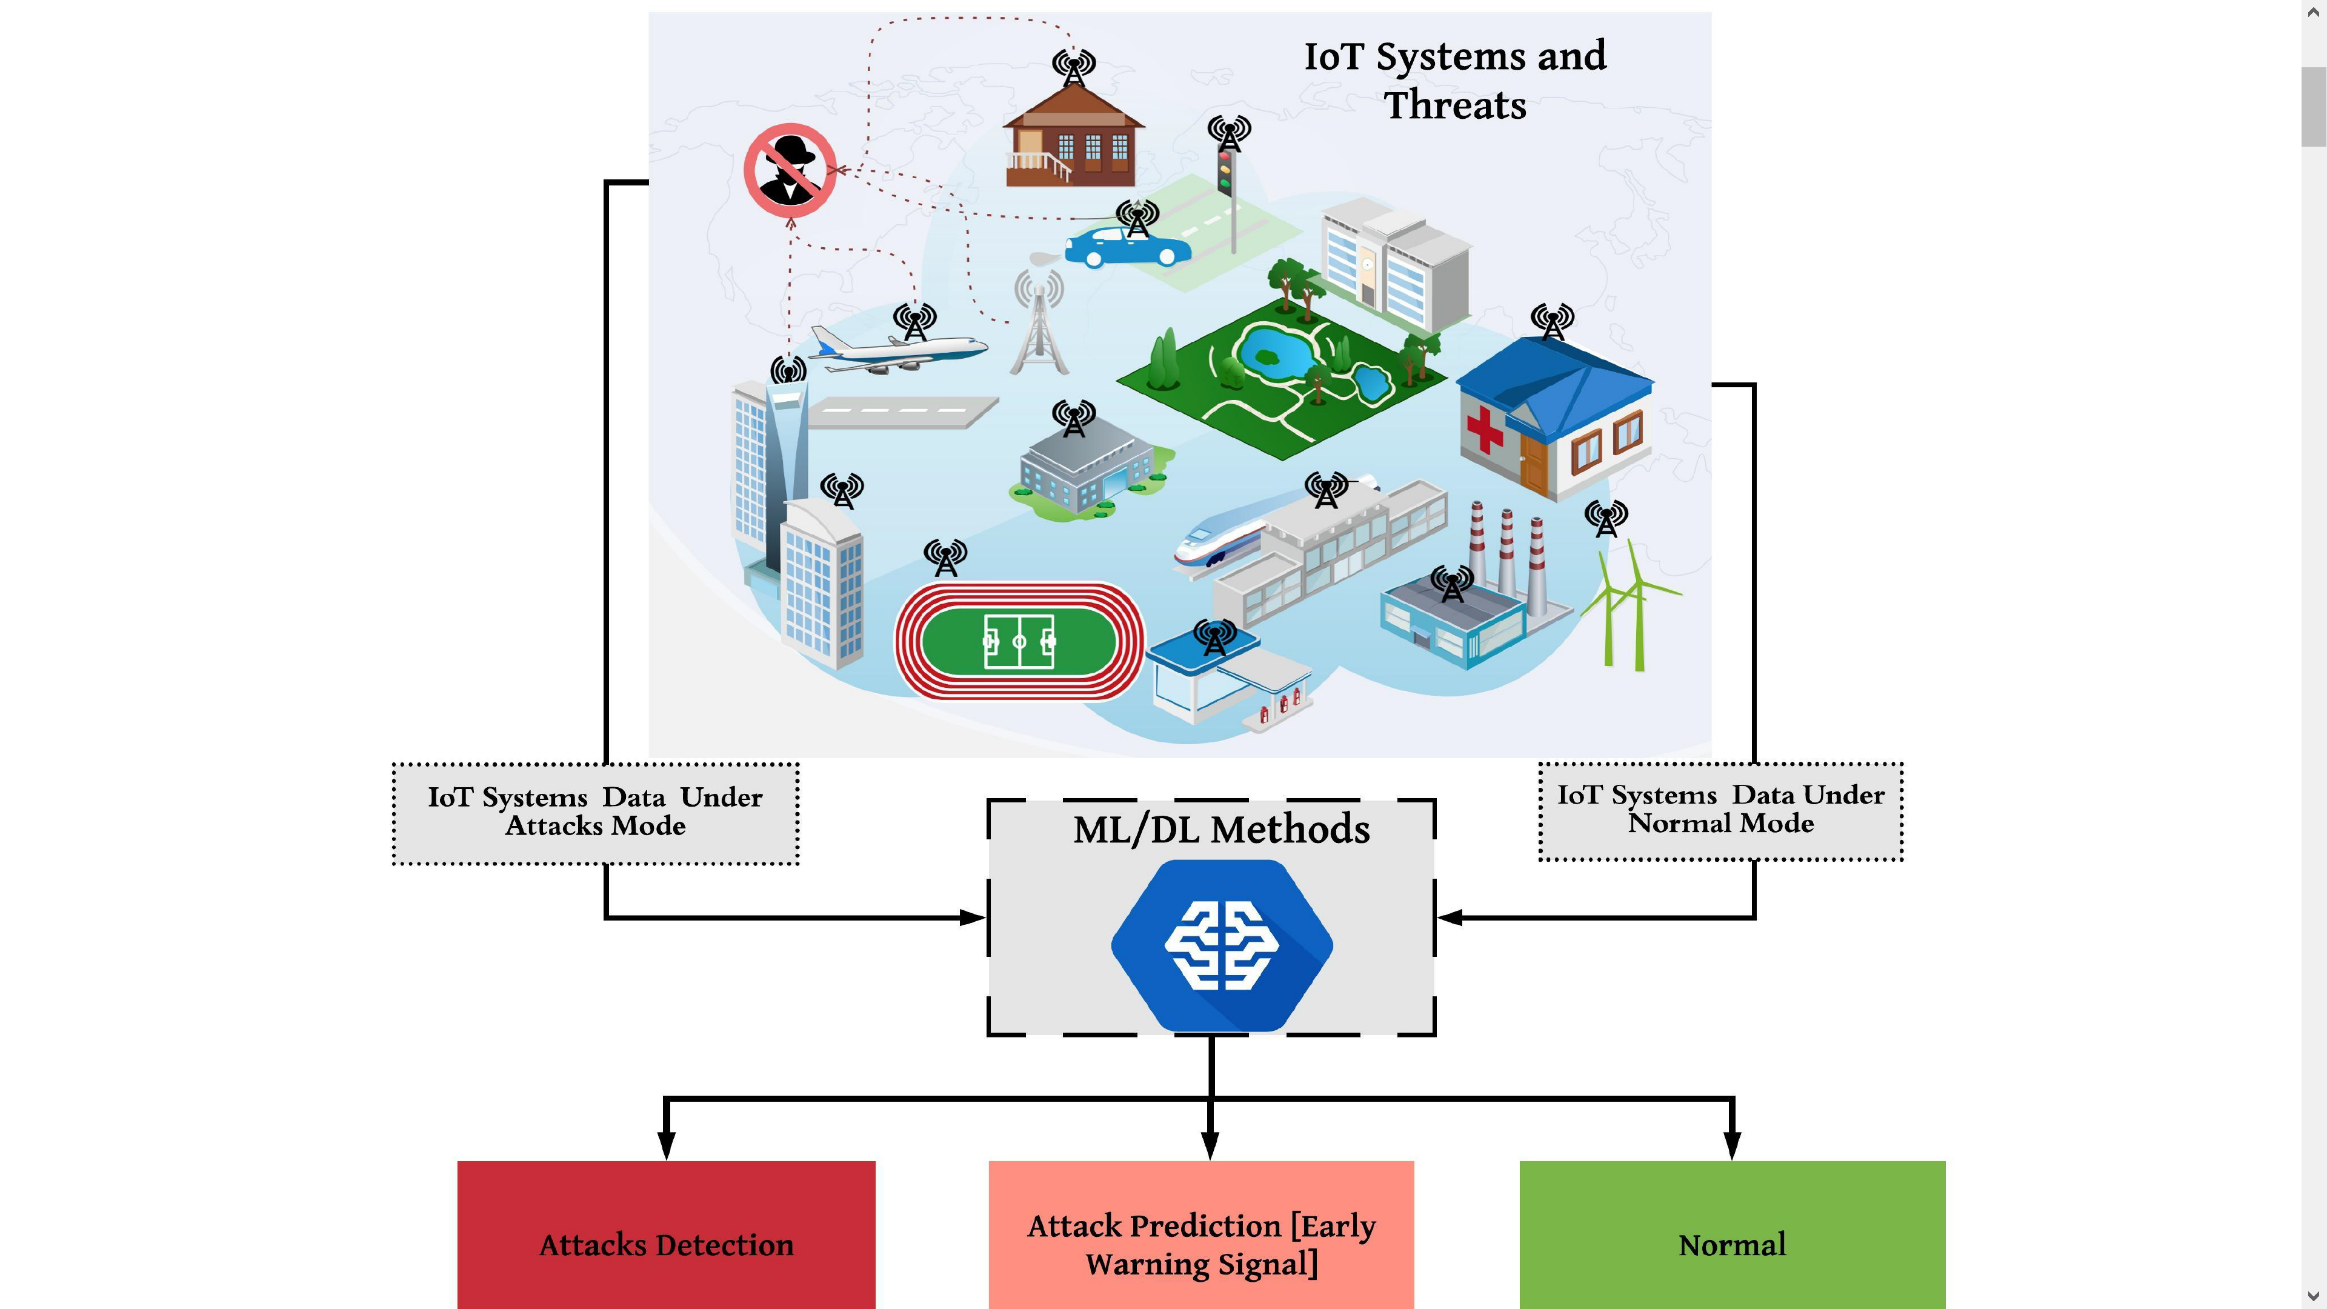 IoT Systems and
Threats
IoT Systems Data Under
Attacks Mode
IoT Systems Data Under
Normal Mode
ML/DL Methods
Attacks Detection
Attack Prediction [Early
Warning Signal]
Normal